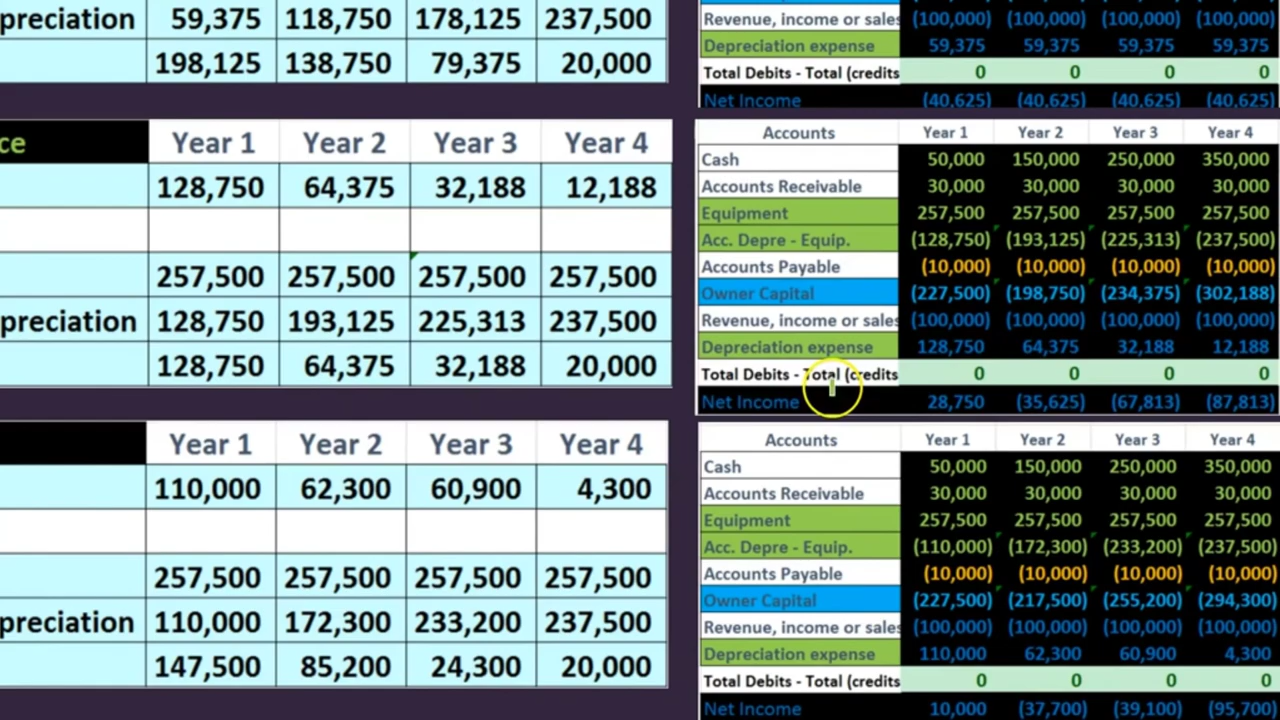 preciation 59,375 118,750 178,125 237,500
198,125 138,750 79,375 20,000
ce Year 1 Year 2 Year 3 Year 4
128,750 64,375 32,188 12,188
257,500 257,500 257,500 257,500
preciation 128,750 193,125 225,313 237,500
128,750 64,375 32,188 20,000
Year 1 Year 2 Year 3 Year 4
110,000 62,300 60,900 4,300
257,500 257,500 257,500 257,500
preciation 110,000 172,300 233,200 237,500
147,500 85,200 24,300 20,000
Revenue, income or sales (100,000) (100,000) (100,000) (100,000)
Depreciation expense 59,375 59,375 59,375 59,375
Total Debits - Total (credits 0 0 0 0
Net Income (40,625) (40,625) (40,625) (40,625)
Accounts Year 1 Year 2 Year 3 Year 4
Cash 50,000 150,000 250,000 350,000
Accounts Receivable 30,000 30,000 30,000 30,000
Equipment 257,500 257,500 257,500 257,500
Acc. Depre - Equip. (128,750) (193,125) (225,313) (237,500)
Accounts Payable (10,000) (10,000) (10,000) (10,000)
Owner Capital (227,500) (198,750) (234,375) (302,188)
Revenue, income or sales (100,000) (100,000) (100,000) (100,000)
Depreciation expense 128,750 64,375 32,188 12,188
Total Debits - Total (credits 0 0 0 0
Net Income 28,750 (35,625) (67,813) (87,813)
Accounts Year 1 Year 2 Year 3 Year 4
Cash 50,000 150,000 250,000 350,000
Accounts Receivable 30,000 30,000 30,000 30,000
Equipment 257,500 257,500 257,500 257,500
Acc. Depre - Equip. (110,000) (172,300) (233,200) (237,500)
Accounts Payable (10,000) (10,000) (10,000) (10,000)
Owner Capital (227,500) (217,500) (255,200) (294,300)
Revenue, income or sales (100,000) (100,000) (100,000) (100,000)
Depreciation expense 110,000 62,300 60,900 4,300
Total Debits - Total (credits 0 0 0 0
Net Income 10,000 (37,700) (39,100) (95,700)